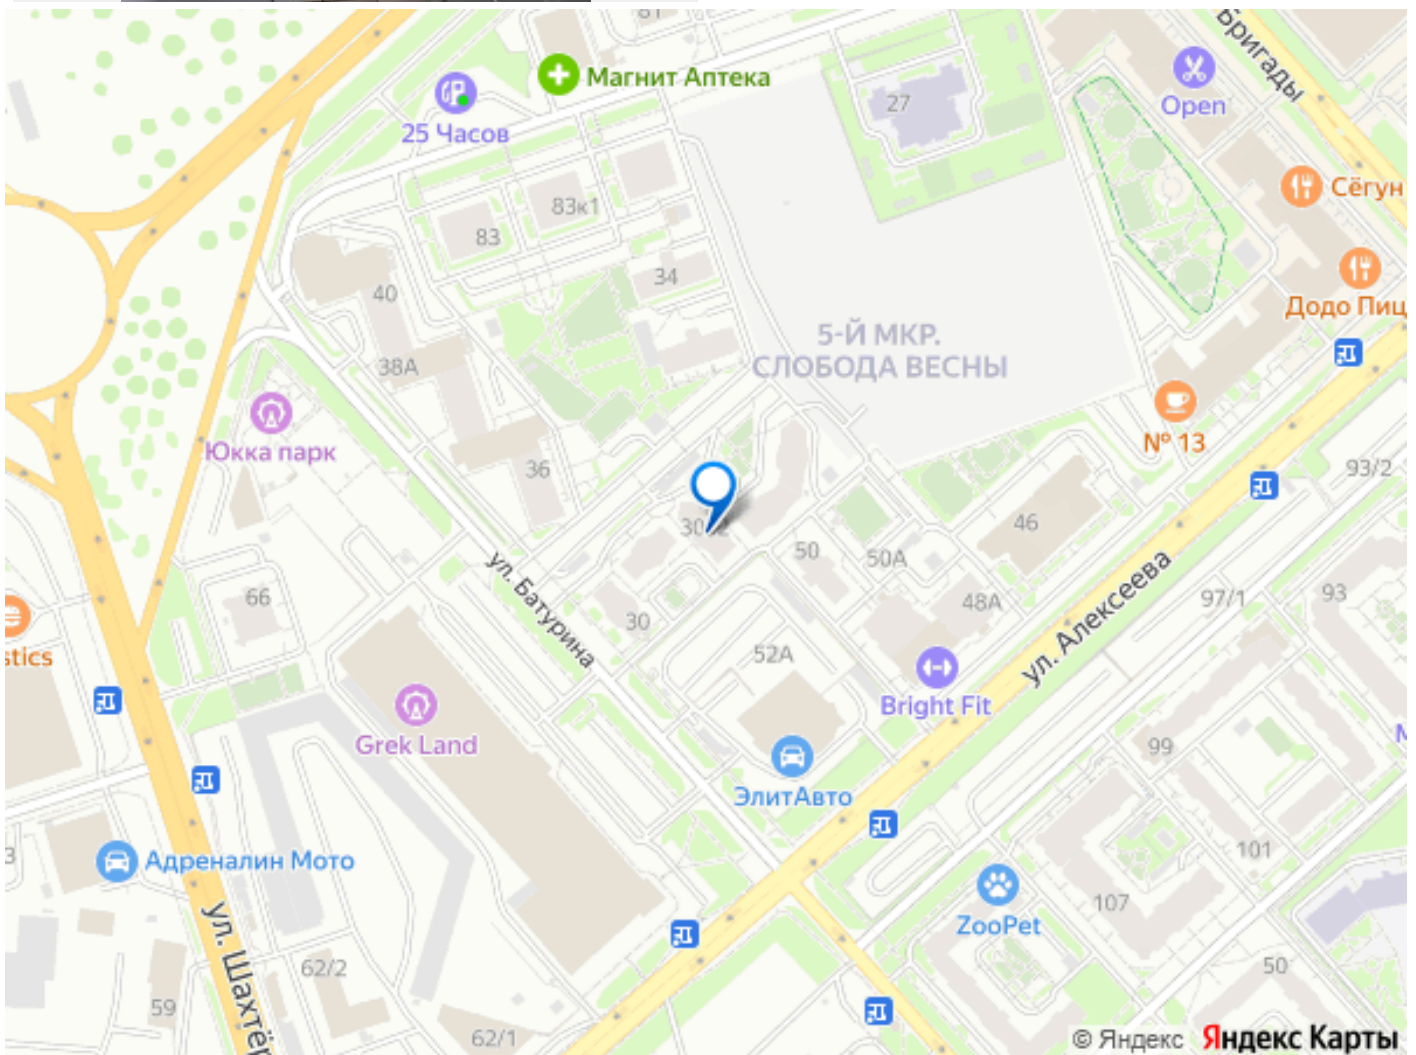 81
Бригады
Магнит Аптека
27
Open
25 Часов
Сёгун
83к1
83
34
40
Додо Пиц
5-Й МКР.
СЛОБОДА ВЕСНЫ
38А
Юкка парк
№ 13
93/2
36
46
50
50А
ул. Батурина
ул. Алексеева
66
30
48А
97/1
93
stics
52А
Bright Fit
Grek Land
99
ЭлитАвто
Адреналин Мото
101
107
ZooPet
ул. Шахтёр
62/2
50
59
62/1
© Яндекс Яндекс Карты